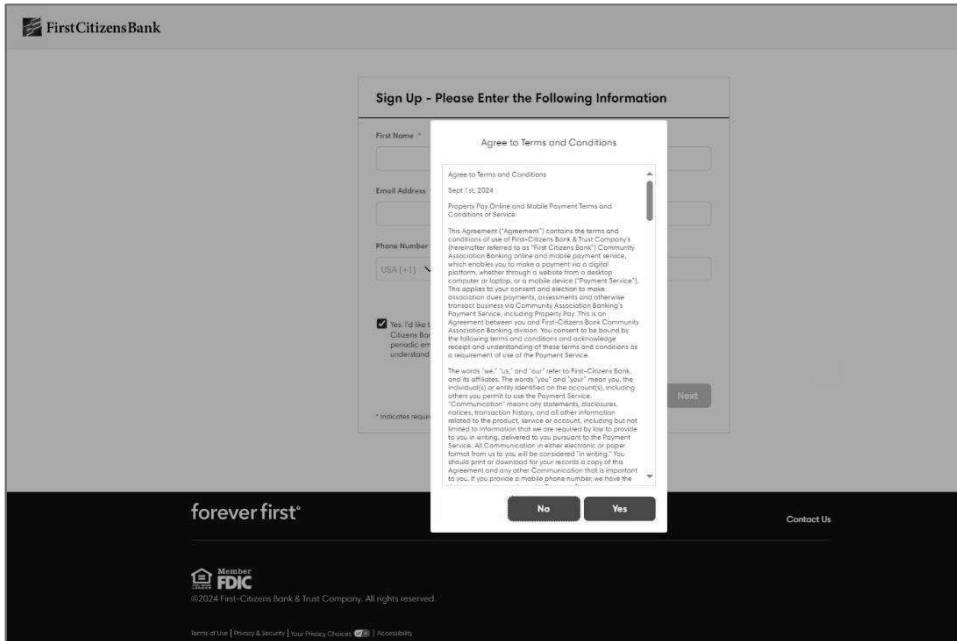 First Citizens Bank
Sign Up - Please Enter the Following Information
First Name *
Email Address
Phone Number
USA (+1)
Yes, I'd like t
Citizens Ban
periodic em
understand
* Indicates requir
Next
Agree to Terms and Conditions
Agree to Terms and Conditions
Sept 1st, 2024
Property Pay Online and Mobile Payment Terms and
Conditions of Service
This Agreement ("Agreement") contains the terms and
conditions of use of First-Citizens Bank & Trust Company's
(hereinafter referred to as "First Citizens Bank") Community
Association Banking online and mobile payment service,
which enables you to make a payment via a digital
platform, whether through a website from a desktop
computer or laptop, or a mobile device ("Payment Service").
This applies to your consent and election to make
association dues payments, assessments and otherwise
transact business via Community Association Banking's
Payment Service, including Property Pay. This is an
Agreement between you and First-Citizens Bank Community
Association Banking division. You consent to be bound by
the following terms and conditions and acknowledge
receipt and understanding of these terms and conditions as
a requirement of use of the Payment Service.
The words "we," "us," and "our" refer to First-Citizens Bank,
and its affiliates. The words "you" and "your" mean you, the
individual(s) or entity identified on the account(s), including
others you permit to use the Payment Service.
"Communication" means any statements, disclosures,
notices, transaction history, and all other information
related to the product, service or account, including but not
limited to information that we are required by law to provide
to you in writing, delivered to you pursuant to the Payment
Service. All Communication in either electronic or paper
format from us to you will be considered "in writing." You
should print or download for your records a copy of this
Agreement and any other Communication that is important
to you. If you provide a mobile phone number, we have the
No
Yes
forever first®
Contact Us
Member
FDIC
©2024 First-Citizens Bank & Trust Company. All rights reserved.
Terms of Use | Privacy & Security | Your Privacy Choices | Accessibility